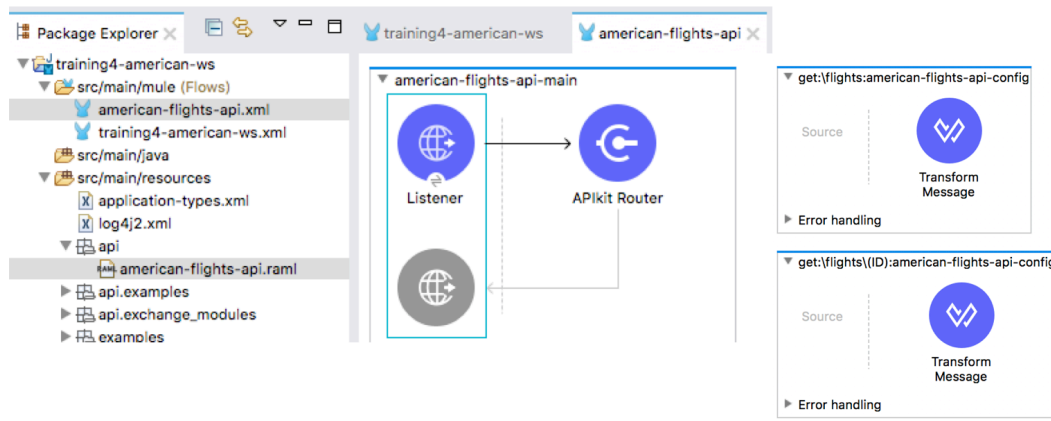 Package Explorer
training4-american-ws
src/main/mule (Flows)
american-flights-api.xml
training4-american-ws.xml
src/main/java
src/main/resources
application-types.xml
log4j2.xml
api
american-flights-api.raml
api.examples
api.exchange_modules
examples
training4-american-ws
american-flights-api
american-flights-api-main
Listener
APIkit Router
get:\flights:american-flights-api-config
Source
Transform
Message
Error handling
get:\flights\(ID):american-flights-api-config
Source
Transform
Message
Error handling